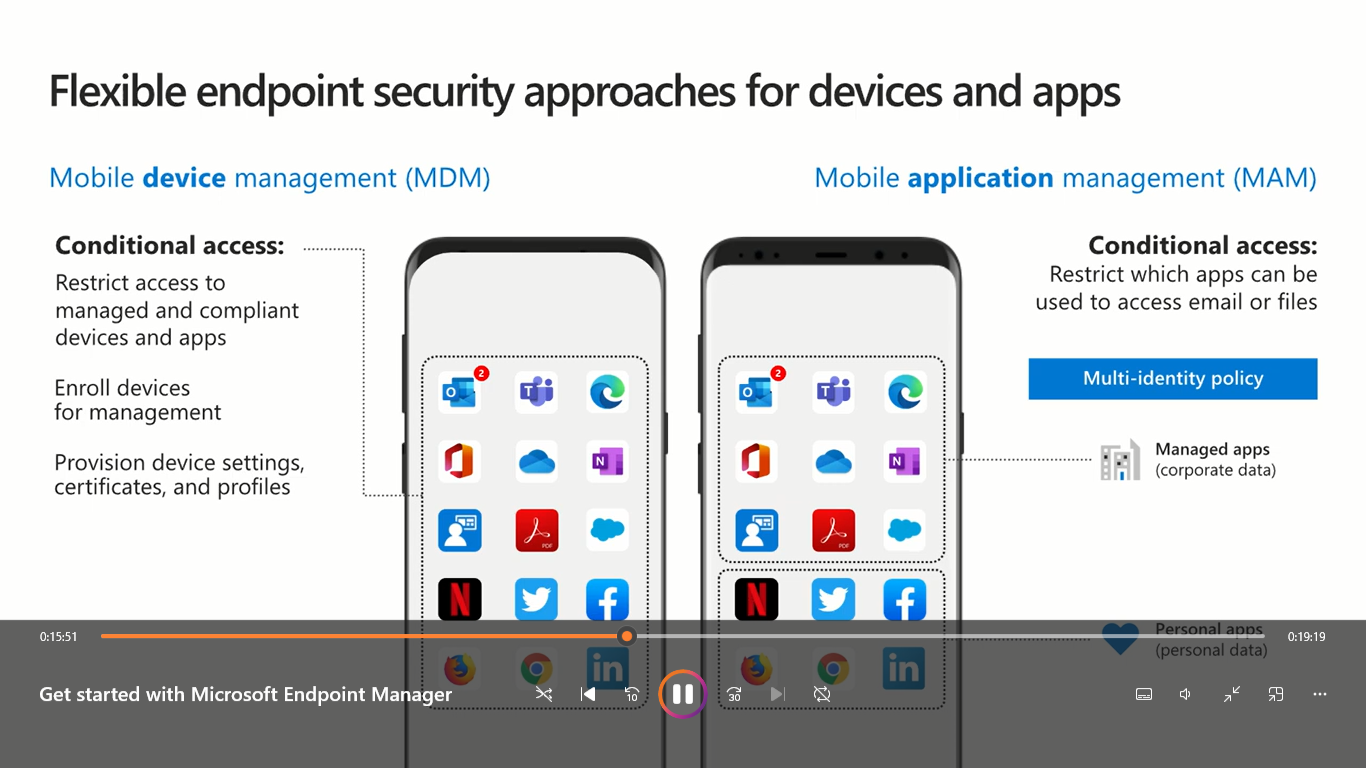 Flexible endpoint security approaches for devices and apps
Mobile device management (MDM)
Conditional access:
Restrict access to
managed and compliant
devices and apps
Enroll devices
for management
Provision device settings,
certificates, and profiles
2
O
T
N
PDF
N
f
in
2
O
T
N
PDF
N
f
in
Mobile application management (MAM)
Conditional access:
Restrict which apps can be
used to access email or files
Multi-identity policy
Managed apps
(corporate data)
Personal apps
(personal data)
0:15:51
0:19:19
Get started with Microsoft Endpoint Manager
10
30